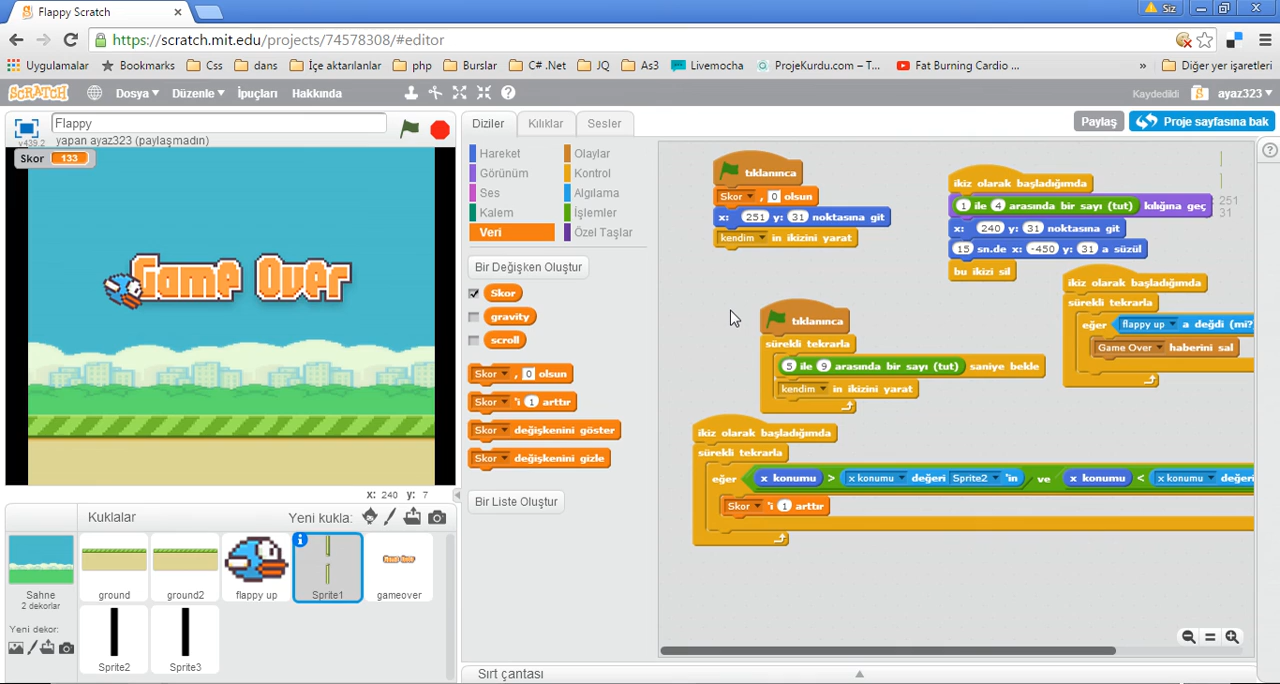 Flappy Scratch
Siz
https://scratch.mit.edu/projects/74578308/#editor
Uygulamalar Bookmarks Css dans İçe aktarılanlar php Burslar C# .Net JQ As3 Livemocha ProjeKurdu.com – T... Fat Burning Cardio ... » Diğer yer işaretleri
SCRATCH Dosya Düzenle İpuçları Hakkında Kaydedildi ayaz323
Flappy
v439.2 yapan ayaz323 (paylaşmadın)
Diziler Kılıklar Sesler
Paylaş Proje sayfasına bak
Skor 133
Game Over
x: 240 y: 7
Hareket Olaylar
Görünüm Kontrol
Ses Algılama
Kalem İşlemler
Veri Özel Taşlar
Bir Değişken Oluştur
Skor
gravity
scroll
Skor , 0 olsun
Skor 'i 1 arttır
Skor değişkenini göster
Skor değişkenini gizle
Bir Liste Oluştur
tıklanınca
Skor , 0 olsun
x: 251 y: 31 noktasına git
kendim in ikizini yarat
ikiz olarak başladığımda
1 ile 4 arasında bir sayı (tut) kılığına geç
x: 240 y: 31 noktasına git
15 sn.de x: -450 y: 31 a süzül
bu ikizi sil
251
31
ikiz olarak başladığımda
sürekli tekrarla
eğer flappy up a değdi (mi?
Game Over haberini sal
tıklanınca
sürekli tekrarla
5 ile 9 arasında bir sayı (tut) saniye bekle
kendim in ikizini yarat
ikiz olarak başladığımda
sürekli tekrarla
eğer x konumu > x konumu değeri Sprite2 'in ve x konumu < x konumu değeri
Skor 'i 1 arttır
Kuklalar Yeni kukla:
Sahne
2 dekorlar
Yeni dekor:
ground ground2 flappy up Sprite1 gameover
Sprite2 Sprite3
Sırt çantası